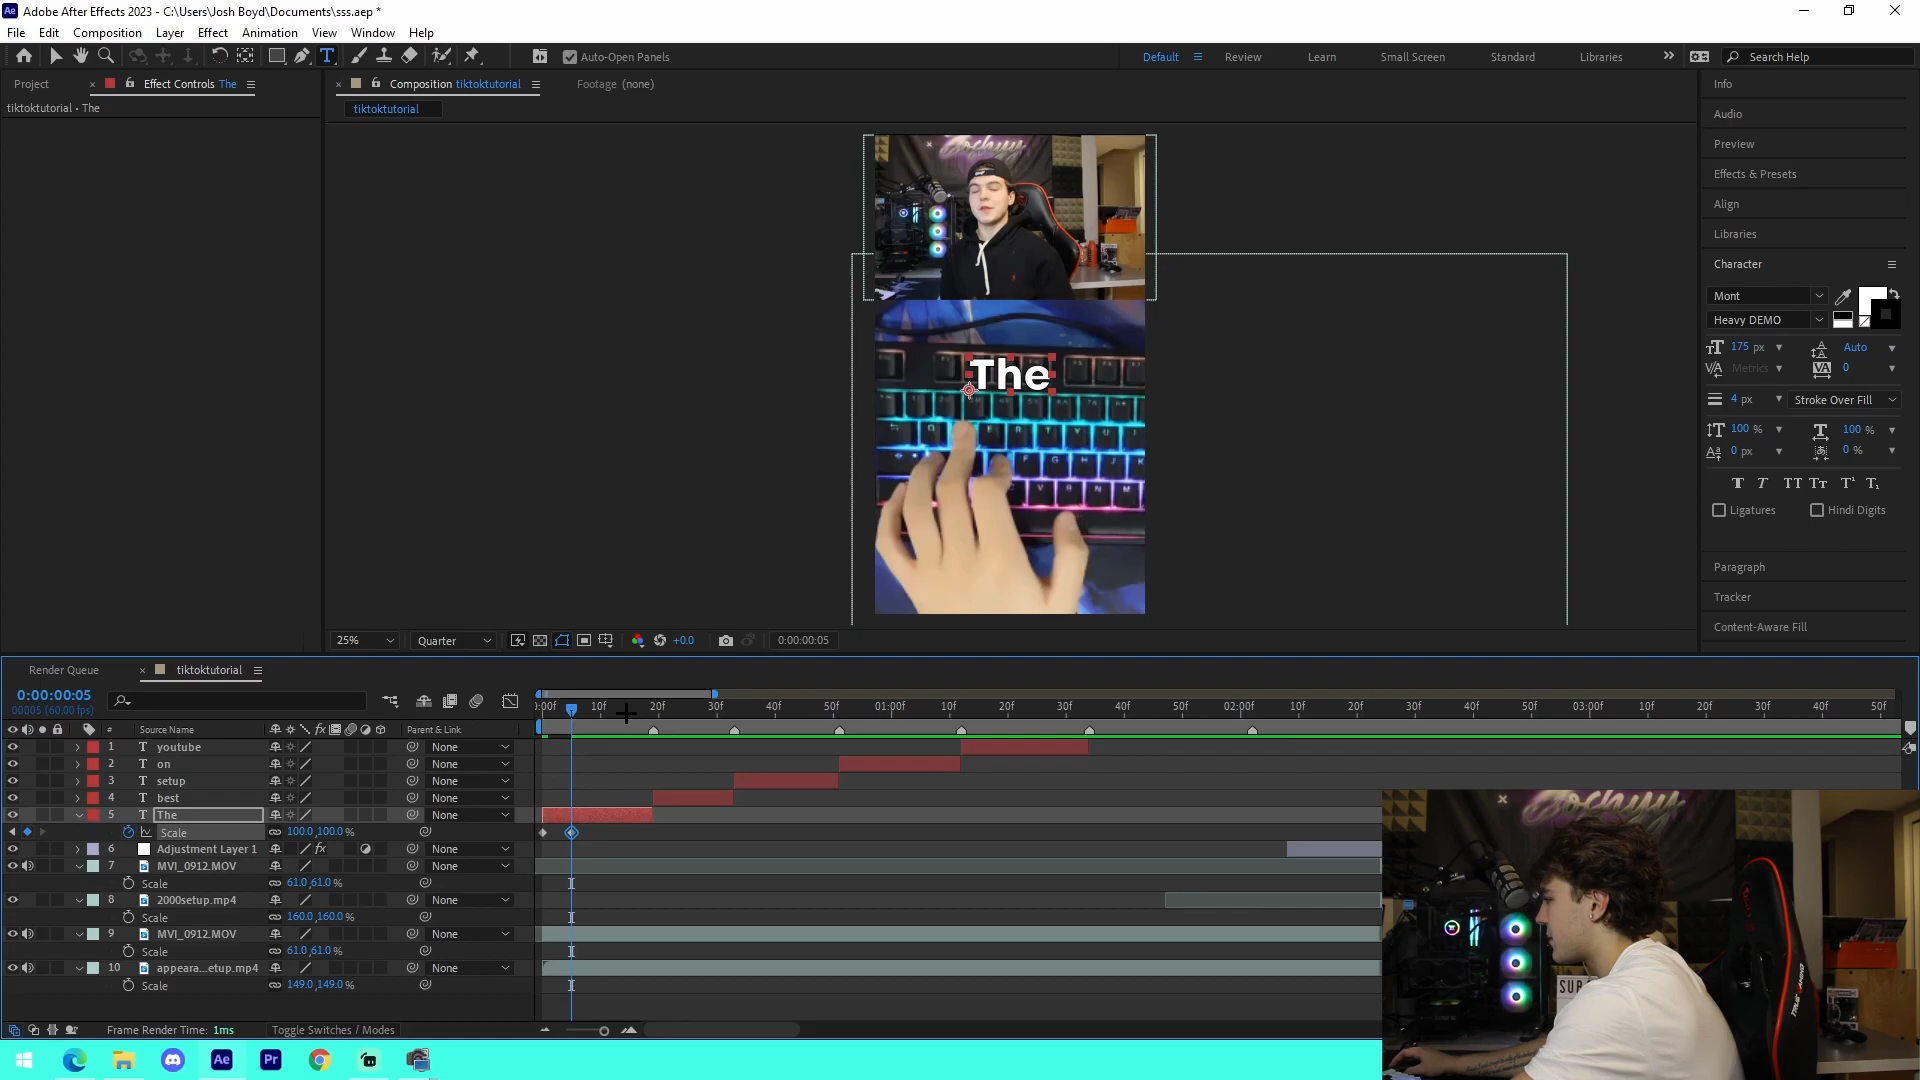 Adobe After Effects 2023 - C:\Users\Josh Boyd\Documents\sss.aep *
File Edit Composition Layer Effect Animation View Window Help
Auto-Open Panels
Default Review Learn Small Screen Standard Libraries Search Help
Project Effect Controls The
tiktoktutorial • The
Composition tiktoktutorial
Footage (none)
tiktoktutorial
The
25% Quarter +0.0 0:00:00:05
Info
Audio
Preview
Effects & Presets
Align
Libraries
Character
Mont
Heavy DEMO
175 px Auto
Metrics 0
4 px Stroke Over Fill
100 % 100 %
0 px 0 %
Ligatures Hindi Digits
Paragraph
Tracker
Content-Aware Fill
Render Queue tiktoktutorial
0:00:00:05
00005 (60.00 fps)
:00f 10f 20f 30f 40f 50f 01:00f 10f 20f 30f 40f 50f 02:00f 10f 20f 30f 40f 50f 03:00f 10f 20f 30f 40f 50f
# Source Name Parent & Link
1 T youtube None
2 T on None
3 T setup None
4 T best None
5 T The None
Scale 100.0,100.0 %
6 Adjustment Layer 1 fx None
7 MVI_0912.MOV None
Scale 61.0,61.0 %
8 2000setup.mp4 None
Scale 160.0,160.0 %
9 MVI_0912.MOV None
Scale 61.0,61.0 %
10 appeara...etup.mp4 None
Scale 149.0,149.0 %
Frame Render Time: 1ms Toggle Switches / Modes
Ae Pr
TRUE GAMING